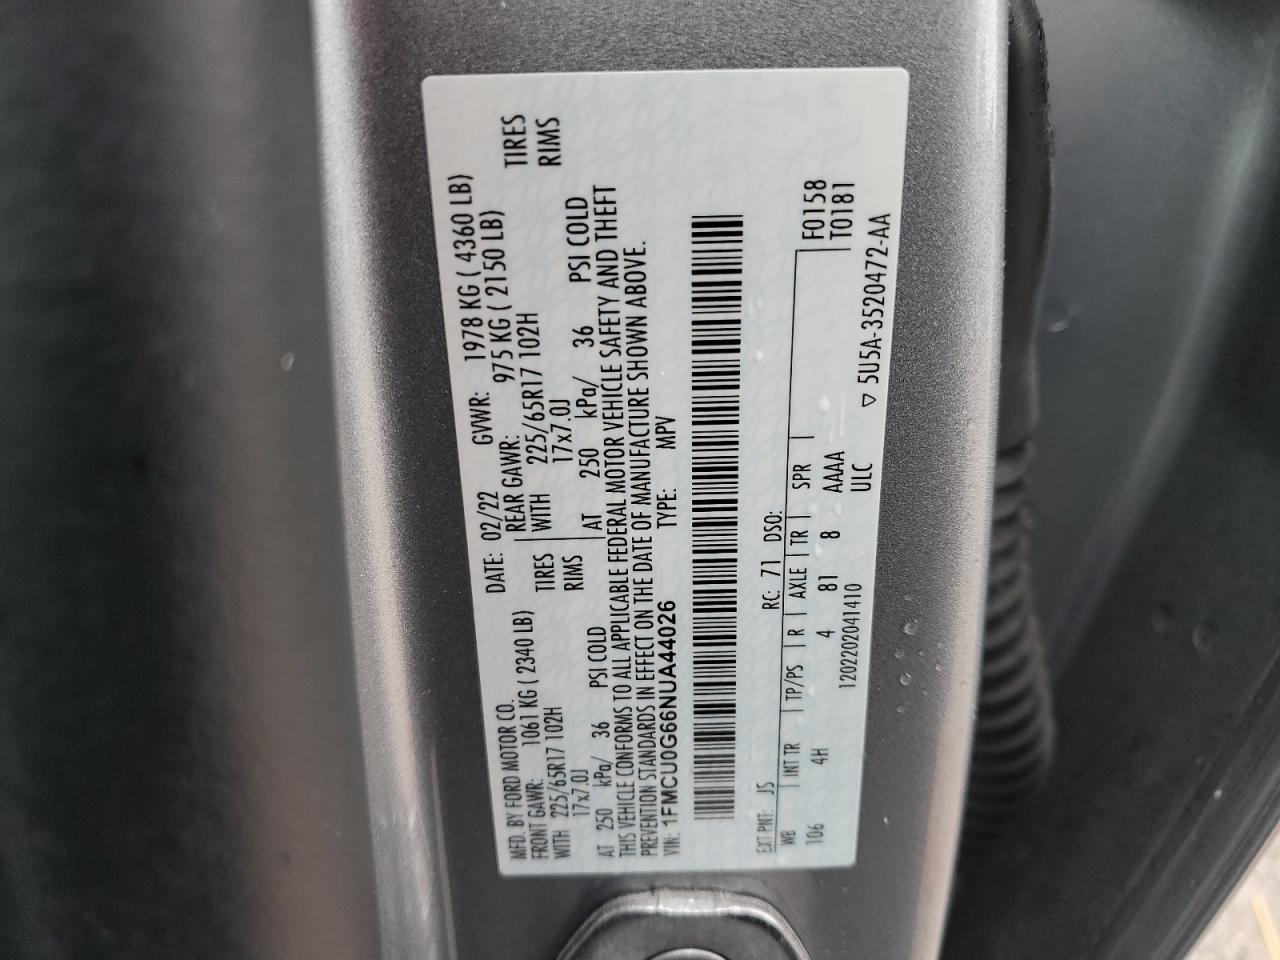 MFD. BY FORD MOTOR CO.
DATE: 02/22 GVWR: 1978 KG ( 4360 LB)
FRONT GAWR: 1061 KG ( 2340 LB) REAR GAWR: 975 KG ( 2150 LB)
WITH 225/65R17 102H TIRES WITH 225/65R17 102H TIRES
17x7.0J RIMS 17x7.0J RIMS
AT 250 kPa/ 36 PSI COLD AT 250 kPa/ 36 PSI COLD
THIS VEHICLE CONFORMS TO ALL APPLICABLE FEDERAL MOTOR VEHICLE SAFETY AND THEFT
PREVENTION STANDARDS IN EFFECT ON THE DATE OF MANUFACTURE SHOWN ABOVE.
VIN: 1FMCU0G66NUA44026 TYPE: MPV
EXT PNT: JS RC: 71 DSO: F0158
WB | INT TR | TP/PS | R | AXLE | TR | SPR | T0181
106 4H 4 81 8 AAAA
120220204141O ULC
▽ 5U5A-3520472-AA